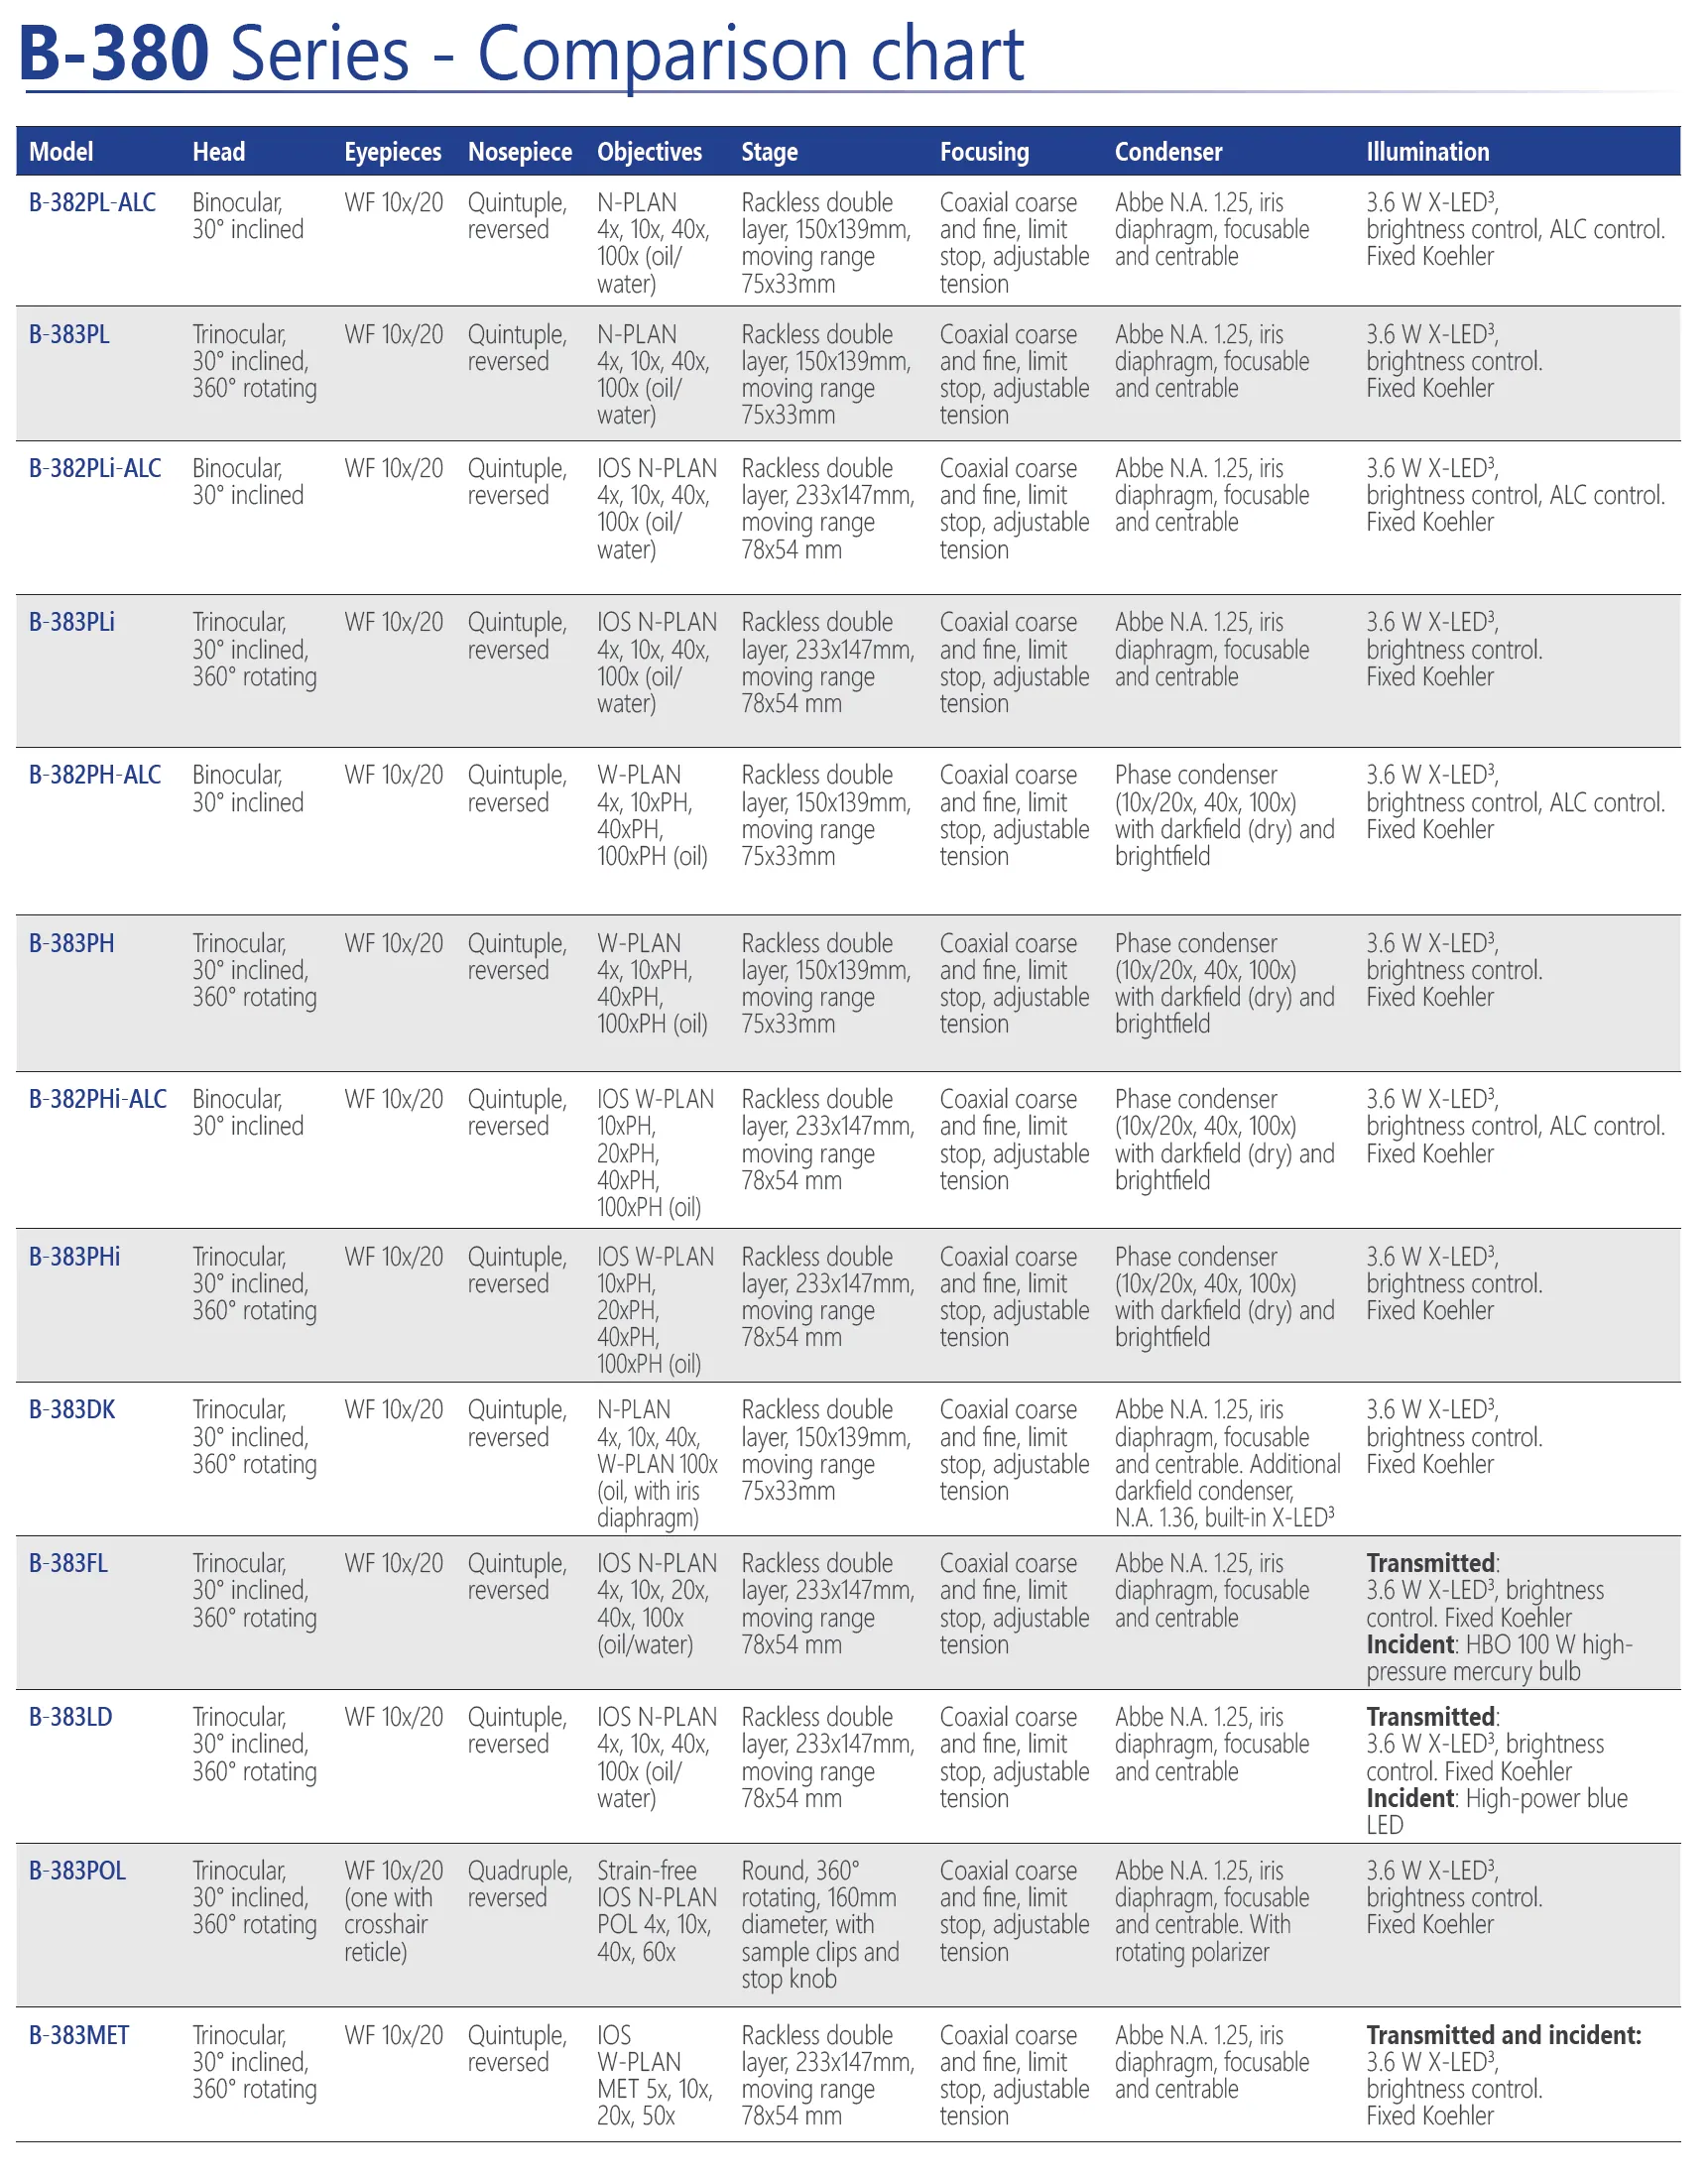 B-380 Series - Comparison chart
Model Head Eyepieces Nosepiece Objectives Stage Focusing Condenser Illumination
B-382PL-ALC Binocular, WF 10x/20 Quintuple, N-PLAN Rackless double Coaxial coarse Abbe N.A. 1.25, iris 3.6 W X-LED³,
30° inclined reversed 4x, 10x, 40x, layer, 150x139mm, and fine, limit diaphragm, focusable brightness control, ALC control.
100x (oil/ moving range stop, adjustable and centrable Fixed Koehler
water) 75x33mm tension
B-383PL Trinocular, WF 10x/20 Quintuple, N-PLAN Rackless double Coaxial coarse Abbe N.A. 1.25, iris 3.6 W X-LED³,
30° inclined, reversed 4x, 10x, 40x, layer, 150x139mm, and fine, limit diaphragm, focusable brightness control.
360° rotating 100x (oil/ moving range stop, adjustable and centrable Fixed Koehler
water) 75x33mm tension
B-382PLi-ALC Binocular, WF 10x/20 Quintuple, IOS N-PLAN Rackless double Coaxial coarse Abbe N.A. 1.25, iris 3.6 W X-LED³,
30° inclined reversed 4x, 10x, 40x, layer, 233x147mm, and fine, limit diaphragm, focusable brightness control, ALC control.
100x (oil/ moving range stop, adjustable and centrable Fixed Koehler
water) 78x54 mm tension
B-383PLi Trinocular, WF 10x/20 Quintuple, IOS N-PLAN Rackless double Coaxial coarse Abbe N.A. 1.25, iris 3.6 W X-LED³,
30° inclined, reversed 4x, 10x, 40x, layer, 233x147mm, and fine, limit diaphragm, focusable brightness control.
360° rotating 100x (oil/ moving range stop, adjustable and centrable Fixed Koehler
water) 78x54 mm tension
B-382PH-ALC Binocular, WF 10x/20 Quintuple, W-PLAN Rackless double Coaxial coarse Phase condenser 3.6 W X-LED³,
30° inclined reversed 4x, 10xPH, layer, 150x139mm, and fine, limit (10x/20x, 40x, 100x) brightness control, ALC control.
40xPH, moving range stop, adjustable with darkfield (dry) and Fixed Koehler
100xPH (oil) 75x33mm tension brightfield
B-383PH Trinocular, WF 10x/20 Quintuple, W-PLAN Rackless double Coaxial coarse Phase condenser 3.6 W X-LED³,
30° inclined, reversed 4x, 10xPH, layer, 150x139mm, and fine, limit (10x/20x, 40x, 100x) brightness control.
360° rotating 40xPH, moving range stop, adjustable with darkfield (dry) and Fixed Koehler
100xPH (oil) 75x33mm tension brightfield
B-382PHi-ALC Binocular, WF 10x/20 Quintuple, IOS W-PLAN Rackless double Coaxial coarse Phase condenser 3.6 W X-LED³,
30° inclined reversed 10xPH, layer, 233x147mm, and fine, limit (10x/20x, 40x, 100x) brightness control, ALC control.
20xPH, moving range stop, adjustable with darkfield (dry) and Fixed Koehler
40xPH, 78x54 mm tension brightfield
100xPH (oil)
B-383PHi Trinocular, WF 10x/20 Quintuple, IOS W-PLAN Rackless double Coaxial coarse Phase condenser 3.6 W X-LED³,
30° inclined, reversed 10xPH, layer, 233x147mm, and fine, limit (10x/20x, 40x, 100x) brightness control.
360° rotating 20xPH, moving range stop, adjustable with darkfield (dry) and Fixed Koehler
40xPH, 78x54 mm tension brightfield
100xPH (oil)
B-383DK Trinocular, WF 10x/20 Quintuple, N-PLAN Rackless double Coaxial coarse Abbe N.A. 1.25, iris 3.6 W X-LED³,
30° inclined, reversed 4x, 10x, 40x, layer, 150x139mm, and fine, limit diaphragm, focusable brightness control.
360° rotating W-PLAN 100x moving range stop, adjustable and centrable. Additional Fixed Koehler
(oil, with iris 75x33mm tension darkfield condenser,
diaphragm) N.A. 1.36, built-in X-LED³
B-383FL Trinocular, WF 10x/20 Quintuple, IOS N-PLAN Rackless double Coaxial coarse Abbe N.A. 1.25, iris Transmitted:
30° inclined, reversed 4x, 10x, 20x, layer, 233x147mm, and fine, limit diaphragm, focusable 3.6 W X-LED³, brightness
360° rotating 40x, 100x moving range stop, adjustable and centrable control. Fixed Koehler
(oil/water) 78x54 mm tension Incident: HBO 100 W high-
pressure mercury bulb
B-383LD Trinocular, WF 10x/20 Quintuple, IOS N-PLAN Rackless double Coaxial coarse Abbe N.A. 1.25, iris Transmitted:
30° inclined, reversed 4x, 10x, 40x, layer, 233x147mm, and fine, limit diaphragm, focusable 3.6 W X-LED³, brightness
360° rotating 100x (oil/ moving range stop, adjustable and centrable control. Fixed Koehler
water) 78x54 mm tension Incident: High-power blue
LED
B-383POL Trinocular, WF 10x/20 Quadruple, Strain-free Round, 360° Coaxial coarse Abbe N.A. 1.25, iris 3.6 W X-LED³,
30° inclined, (one with reversed IOS N-PLAN rotating, 160mm and fine, limit diaphragm, focusable brightness control.
360° rotating crosshair POL 4x, 10x, diameter, with stop, adjustable and centrable. With Fixed Koehler
reticle) 40x, 60x sample clips and tension rotating polarizer
stop knob
B-383MET Trinocular, WF 10x/20 Quintuple, IOS Rackless double Coaxial coarse Abbe N.A. 1.25, iris Transmitted and incident:
30° inclined, reversed W-PLAN layer, 233x147mm, and fine, limit diaphragm, focusable 3.6 W X-LED³,
360° rotating MET 5x, 10x, moving range stop, adjustable and centrable brightness control.
20x, 50x 78x54 mm tension Fixed Koehler